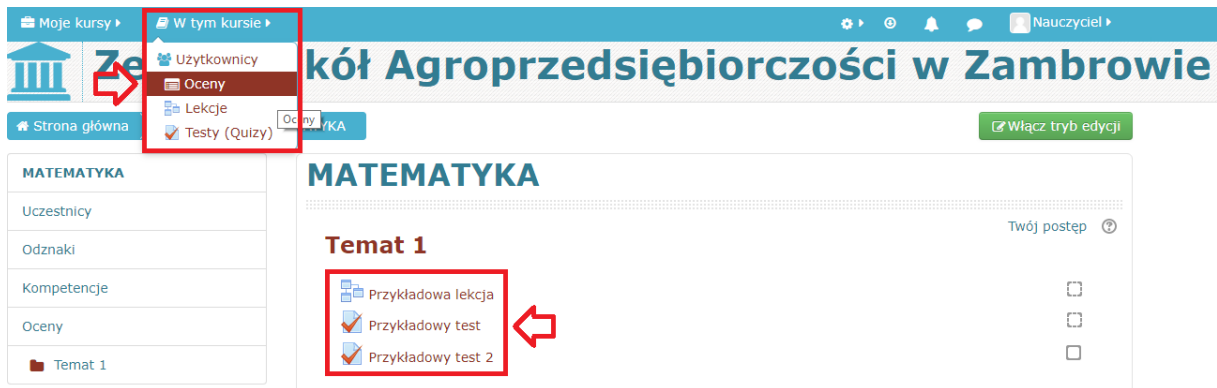 Moje kursy
W tym kursie
Nauczyciel
Ze kół Agroprzedsiębiorczości w Zambrowie
Użytkownicy
Oceny
Lekcje
Testy (Quizy)
Oceny
Strona główna
YKA
Włącz tryb edycji
MATEMATYKA
Uczestnicy
Odznaki
Kompetencje
Oceny
Temat 1
MATEMATYKA
Twój postęp
Temat 1
Przykładowa lekcja
Przykładowy test
Przykładowy test 2